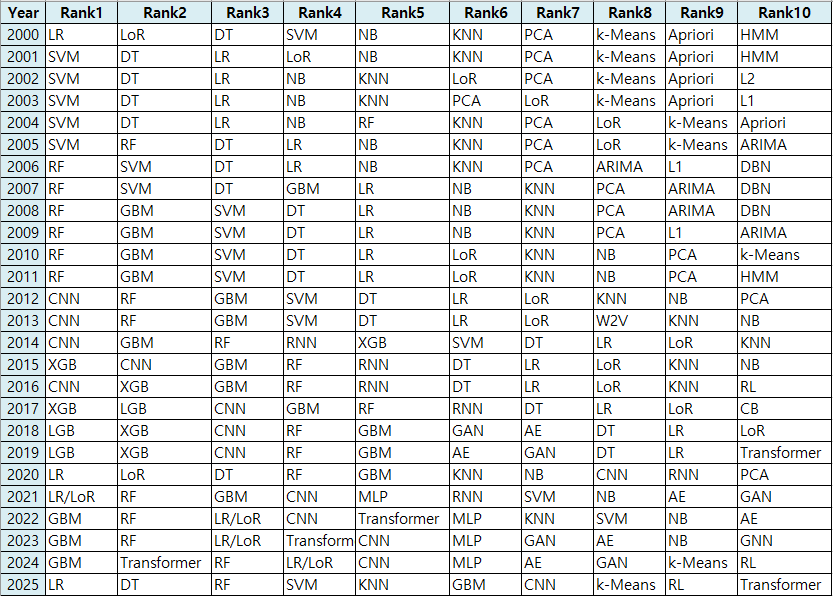 Year Rank1 Rank2 Rank3 Rank4 Rank5 Rank6 Rank7 Rank8 Rank9 Rank10
2000 LR LoR DT SVM NB KNN PCA k-Means Apriori HMM
2001 SVM DT LR LoR NB KNN PCA k-Means Apriori HMM
2002 SVM DT LR NB KNN LoR PCA k-Means Apriori L2
2003 SVM DT LR NB KNN PCA LoR k-Means Apriori L1
2004 SVM DT LR NB RF KNN PCA LoR k-Means Apriori
2005 SVM RF DT LR NB KNN PCA LoR k-Means ARIMA
2006 RF SVM DT LR NB KNN PCA ARIMA L1 DBN
2007 RF SVM DT GBM LR NB KNN PCA ARIMA DBN
2008 RF GBM SVM DT LR NB KNN PCA ARIMA DBN
2009 RF GBM SVM DT LR NB KNN PCA L1 ARIMA
2010 RF GBM SVM DT LR LoR KNN NB PCA k-Means
2011 RF GBM SVM DT LR LoR KNN NB PCA HMM
2012 CNN RF GBM SVM DT LR LoR KNN NB PCA
2013 CNN RF GBM SVM DT LR LoR W2V KNN NB
2014 CNN GBM RF RNN XGB SVM DT LR LoR KNN
2015 XGB CNN GBM RF RNN DT LR LoR KNN NB
2016 CNN XGB GBM RF RNN DT LR LoR KNN RL
2017 XGB LGB CNN GBM RF RNN DT LR LoR CB
2018 LGB XGB CNN RF GBM GAN AE DT LR LoR
2019 LGB XGB CNN RF GBM AE GAN DT LR Transformer
2020 LR LoR DT RF GBM KNN NB CNN RNN PCA
2021 LR/LoR RF GBM CNN MLP RNN SVM NB AE GAN
2022 GBM RF LR/LoR CNN Transformer MLP KNN SVM NB AE
2023 GBM RF LR/LoR Transform CNN MLP GAN AE NB GNN
2024 GBM Transformer RF LR/LoR CNN MLP AE GAN k-Means RL
2025 LR DT RF SVM KNN GBM CNN k-Means RL Transformer